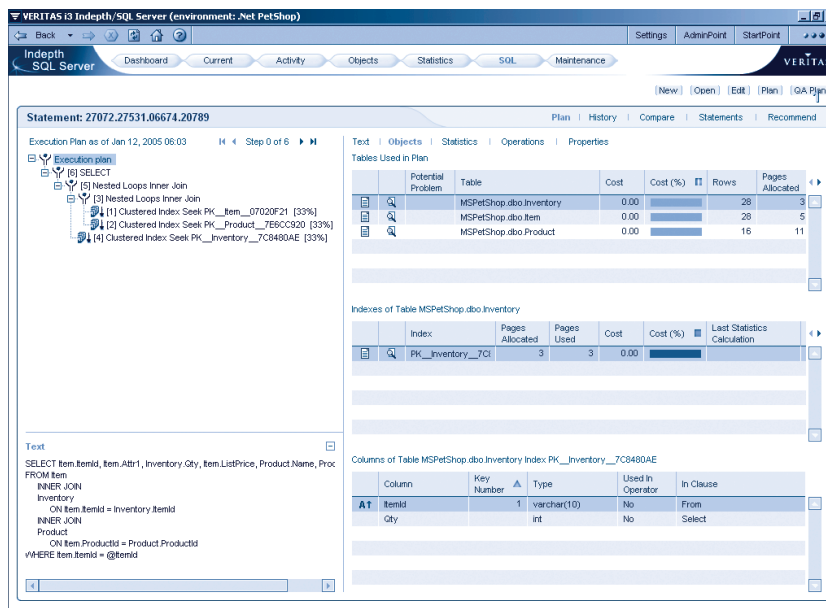 VERITAS i3 Indepth/SQL Server (environment: .Net PetShop)
Back Settings AdminPoint StartPoint
Indepth SQL Server Dashboard Current Activity Objects Statistics SQL Maintenance VERITA
[New] [Open] [Edit] [Plan] [QA Plan
Statement: 27072.27531.06674.20789 Plan | History | Compare | Statements | Recommend
Execution Plan as of Jan 12, 2005 06:03 Step 0 of 6
Execution plan
[6] SELECT
[5] Nested Loops Inner Join
[3] Nested Loops Inner Join
[1] Clustered Index Seek PK__Item__07020F21 [33%]
[2] Clustered Index Seek PK__Product__7E6CC920 [33%]
[4] Clustered Index Seek PK__Inventory__7C8480AE [33%]
Text
SELECT Item.ItemId, Item.Attr1, Inventory.Qty, Item.ListPrice, Product.Name, Proc
FROM Item
INNER JOIN
Inventory
ON Item.ItemId = Inventory.ItemId
INNER JOIN
Product
ON Item.ProductId = Product.ProductId
WHERE Item.ItemId = @ItemId
Text | Objects | Statistics | Operations | Properties
Tables Used in Plan
Potential Problem Table Cost Cost (%) Rows Pages Allocated
MSPetShop.dbo.Inventory 0.00 28 3
MSPetShop.dbo.Item 0.00 28 5
MSPetShop.dbo.Product 0.00 16 11
Indexes of Table MSPetShop.dbo.Inventory
Index Pages Allocated Pages Used Cost Cost (%) Last Statistics Calculation
PK__Inventory__7C 3 3 0.00
Columns of Table MSPetShop.dbo.Inventory Index PK__Inventory__7C8480AE
Column Key Number Type Used In Operator In Clause
A ItemId 1 varchar(10) No From
Qty int No Select